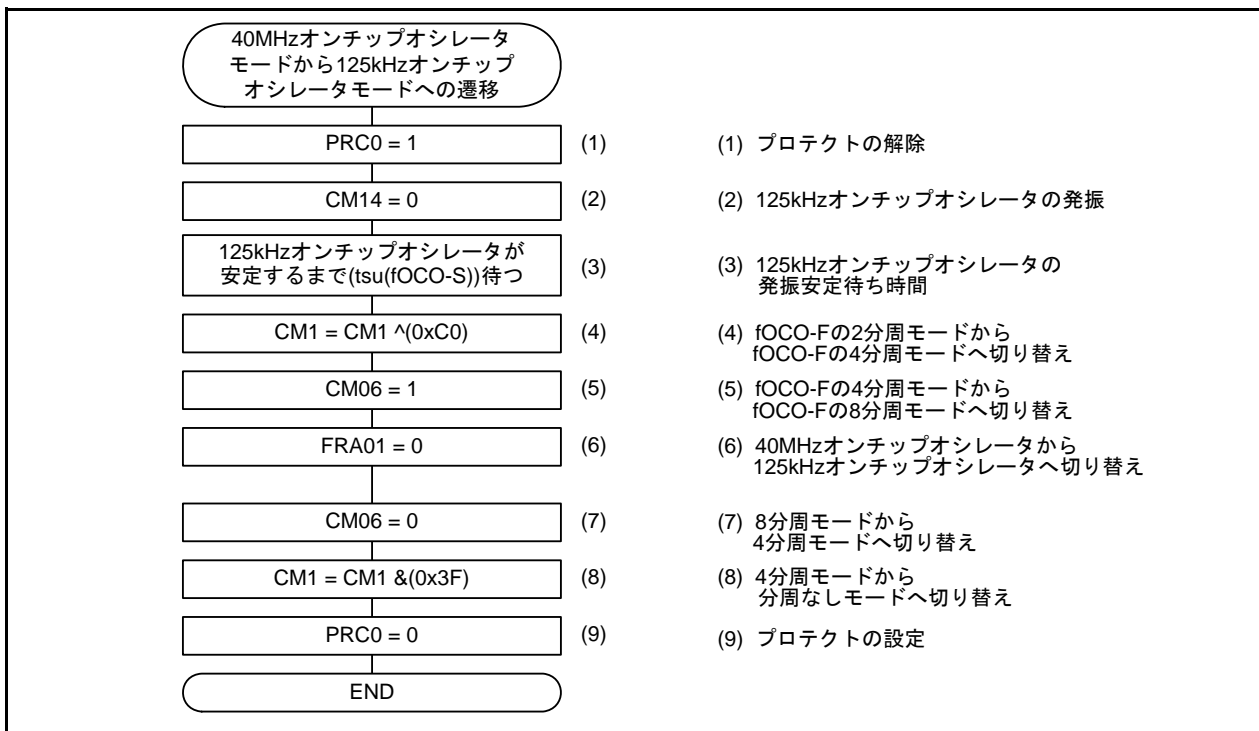 40MHzオンチップオシレータ
モードから125kHzオンチップ
オシレータモードへの遷移
PRC0 = 1
(1)
(1) プロテクトの解除
CM14 = 0
(2)
(2) 125kHzオンチップオシレータの発振
125kHzオンチップオシレータが
安定するまで(tsu(fOCO-S))待つ
(3)
(3) 125kHzオンチップオシレータの
発振安定待ち時間
CM1 = CM1 ^(0xC0)
(4)
(4) fOCO-Fの2分周モードから
fOCO-Fの4分周モードへ切り替え
CM06 = 1
(5)
(5) fOCO-Fの4分周モードから
fOCO-Fの8分周モードへ切り替え
FRA01 = 0
(6)
(6) 40MHzオンチップオシレータから
125kHzオンチップオシレータへ切り替え
CM06 = 0
(7)
(7) 8分周モードから
4分周モードへ切り替え
CM1 = CM1 &(0x3F)
(8)
(8) 4分周モードから
分周なしモードへ切り替え
PRC0 = 0
(9)
(9) プロテクトの設定
END